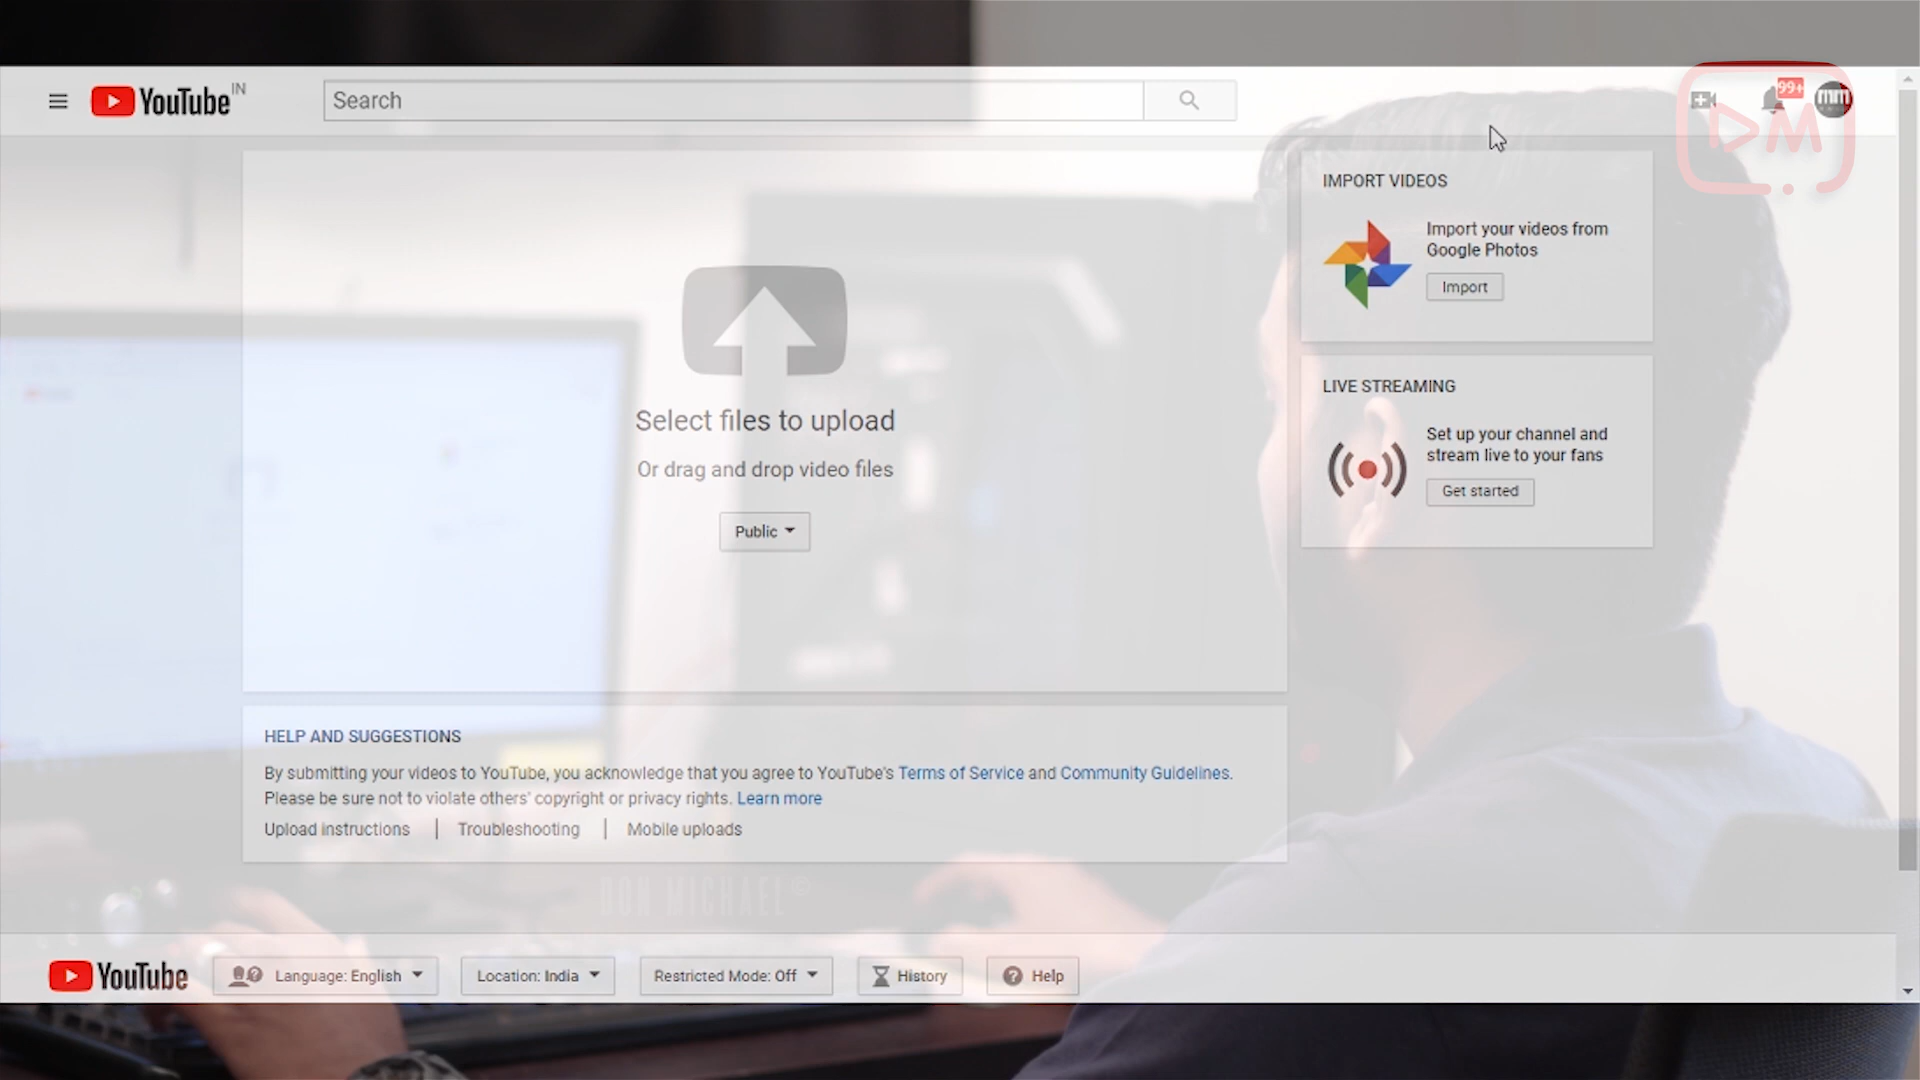 YouTube IN
Search
99+
DM
IMPORT VIDEOS
Import your videos from
Google Photos
Import
Select files to upload
Or drag and drop video files
Public
LIVE STREAMING
Set up your channel and
stream live to your fans
Get started
HELP AND SUGGESTIONS
By submitting your videos to YouTube, you acknowledge that you agree to YouTube's Terms of Service and Community Guidelines.
Please be sure not to violate others' copyright or privacy rights. Learn more
Upload instructions | Troubleshooting | Mobile uploads
DON MICHAEL©
YouTube
Language: English
Location: India
Restricted Mode: Off
History
Help